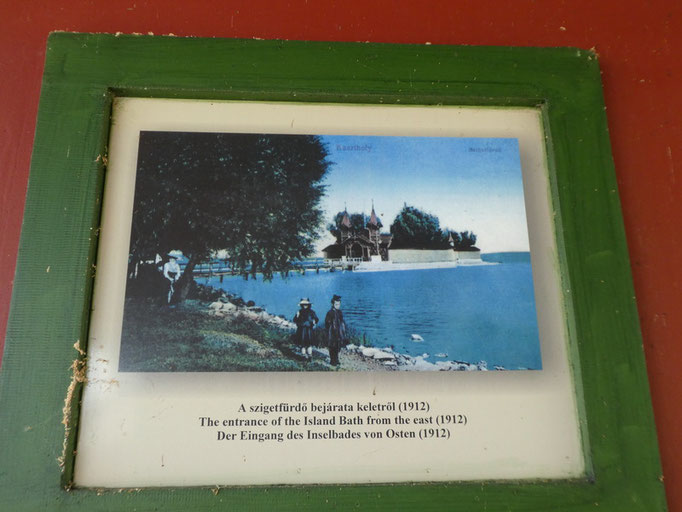 Keszthely
A szigetfürdő bejárata keletről (1912)
The entrance of the Island Bath from the east (1912)
Der Eingang des Inselbades von Osten (1912)